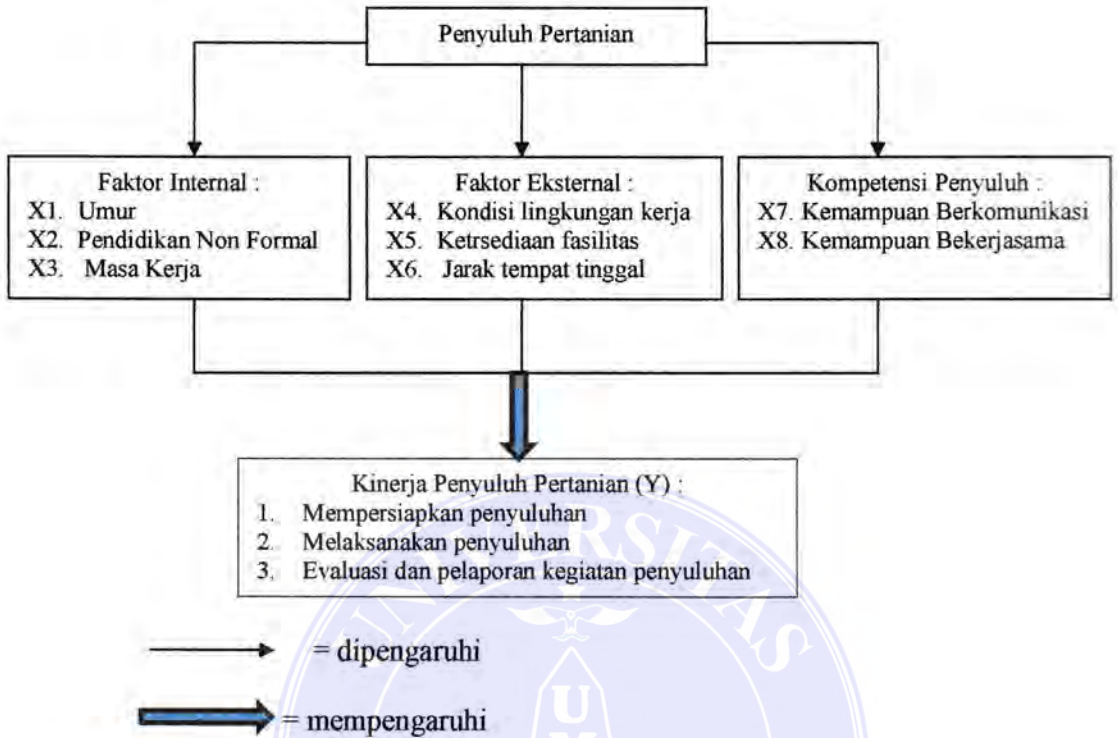 Penyuluh Pertanian
Faktor Internal :
X1. Umur
X2. Pendidikan Non Formal
X3. Masa Kerja
Faktor Eksternal :
X4. Kondisi lingkungan kerja
X5. Ketrsediaan fasilitas
X6. Jarak tempat tinggal
Kompetensi Penyuluh :
X7. Kemampuan Berkomunikasi
X8. Kemampuan Bekerjasama
Kinerja Penyuluh Pertanian (Y) :
1. Mempersiapkan penyuluhan
2. Melaksanakan penyuluhan
3. Evaluasi dan pelaporan kegiatan penyuluhan
UNIVERSITAS
= dipengaruhi
U
= mempengaruhi